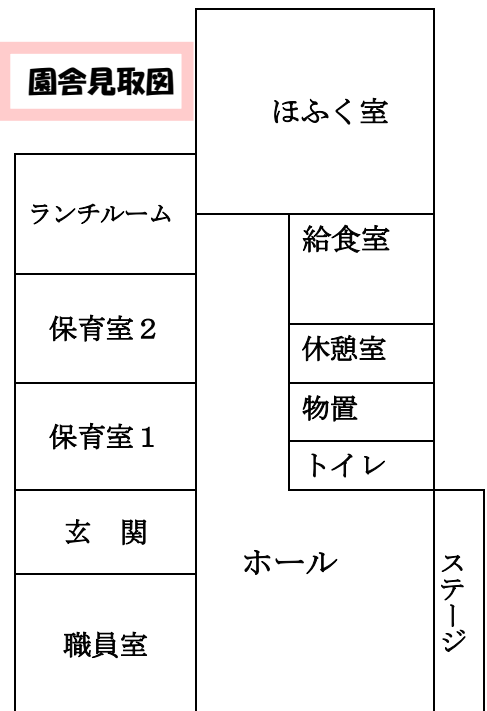 園舎見取図
ほふく室
ランチルーム
給食室
保育室２
休憩室
物置
保育室１
トイレ
玄　関
ホール
ステージ
職員室